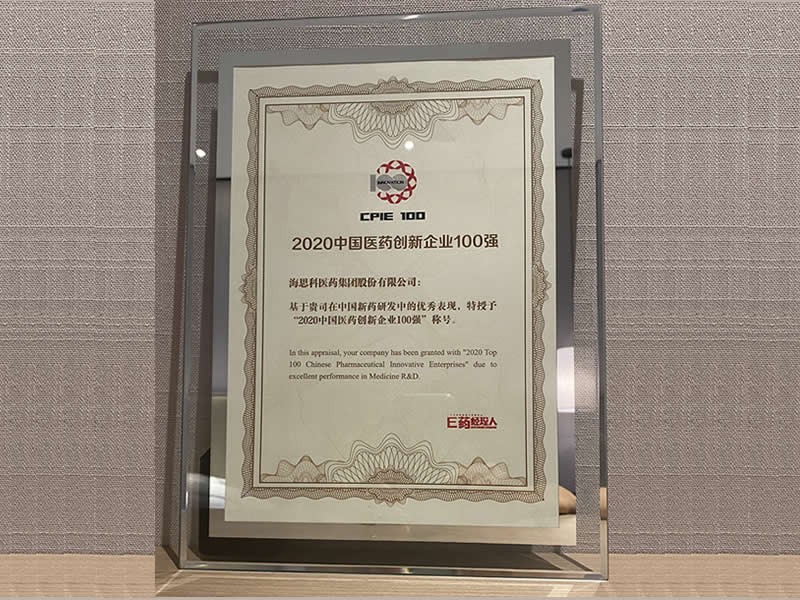 100
INNOVATION
CPIE 100
2020中国医药创新企业100强
海思科医药集团股份有限公司：
基于贵司在中国新药研发中的优秀表现，特授予
“2020中国医药创新企业100强”称号。
In this appraisal, your company has been granted with "2020 Top
100 Chinese Pharmaceutical Innovative Enterprises" due to
excellent performance in Medicine R&D.
E药经理人